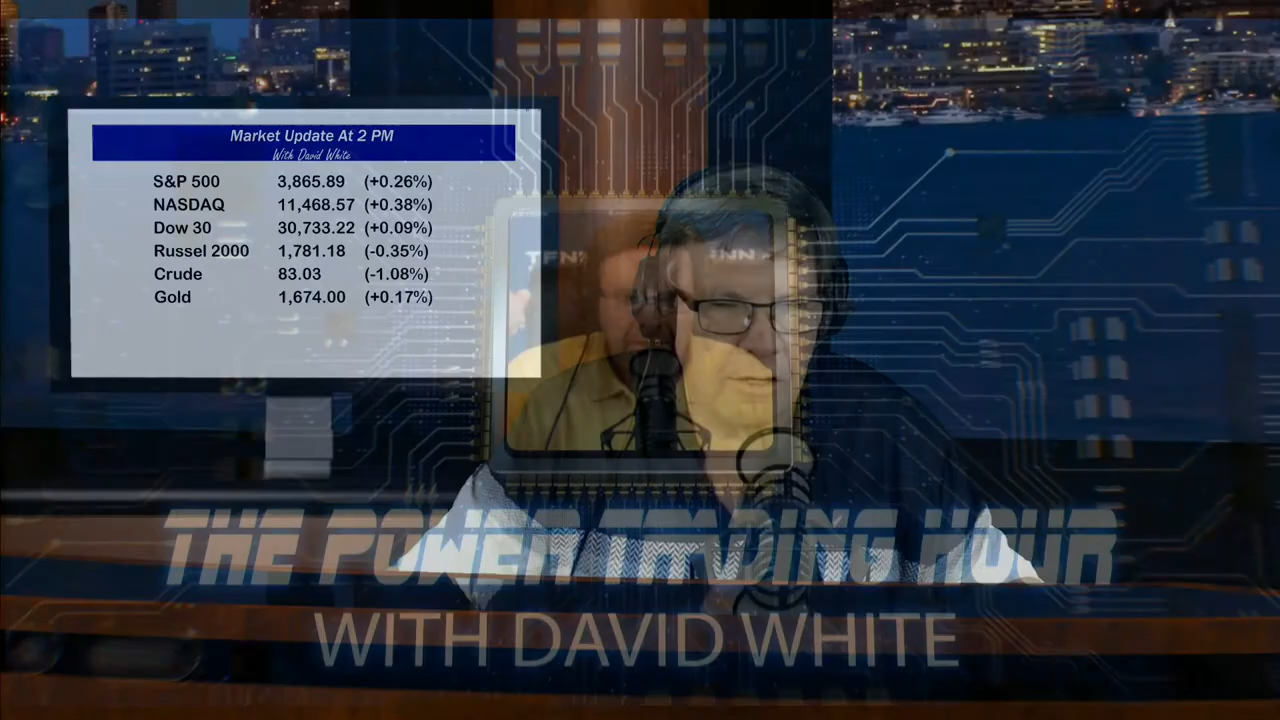 Market Update At 2 PM
With David White
S&P 500 3,865.89 (+0.26%)
NASDAQ 11,468.57 (+0.38%)
Dow 30 30,733.22 (+0.09%)
Russel 2000 1,781.18 (-0.35%)
Crude 83.03 (-1.08%)
Gold 1,674.00 (+0.17%)
TFNN
THE POWER TRADING HOUR
WITH DAVID WHITE